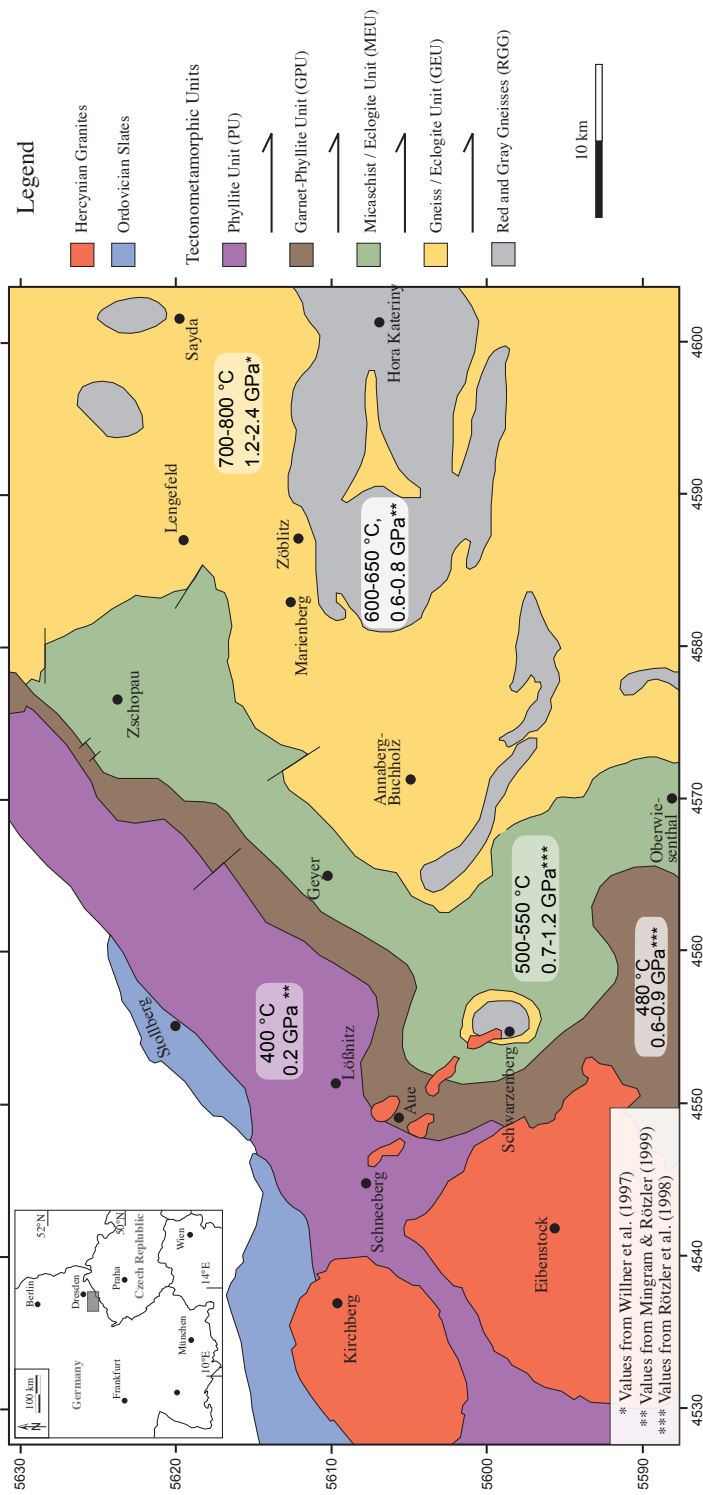 Legend
Hercynian Granites
Ordovician Slates
Tectonometamorphic Units
Phyllite Unit (PU)
Garnet-Phyllite Unit (GPU)
Micaschist / Eclogite Unit (MEU)
Gneiss / Eclogite Unit (GEU)
Red and Gray Gneisses (RGG)
10 km
5630
5620
5610
5600
5590
4530
4540
4550
4560
4570
4580
4590
4600
Sayda
Lengefeld
700-800 °C
1.2-2.4 GPa*
Hora Kateriny
Zöblitz
Marienberg
600-650 °C,
0.6-0.8 GPa**
Zschopau
Annaberg-
Buchholz
Geyer
Oberwie-
senthal
500-550 °C
0.7-1.2 GPa***
480 °C
0.6-0.9 GPa***
Stollberg
400 °C
0.2 GPa **
Lößnitz
Aue
Schwarzenberg
Schneeberg
Kirchberg
Eibenstock
100 km
N
Berlin
52°N
Dresden
Germany
Frankfurt
Praha
50°N
Czech Replublic
München
Wien
10°E
14°E
* Values from Willner et al. (1997)
** Values from Mingram & Rötzler (1999)
*** Values from Rötzler et al. (1998)